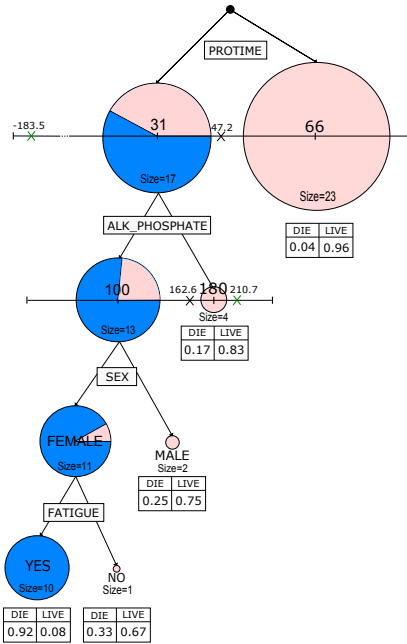 PROTIME
-183.5
31
47.2
66
Size=17
Size=23
DIE LIVE
0.04 0.96
ALK_PHOSPHATE
100
162.6
180
210.7
Size=13
Size=4
DIE LIVE
0.17 0.83
SEX
FEMALE
Size=11
MALE
Size=2
DIE LIVE
0.25 0.75
FATIGUE
YES
Size=10
NO
Size=1
DIE LIVE
0.92 0.08
DIE LIVE
0.33 0.67